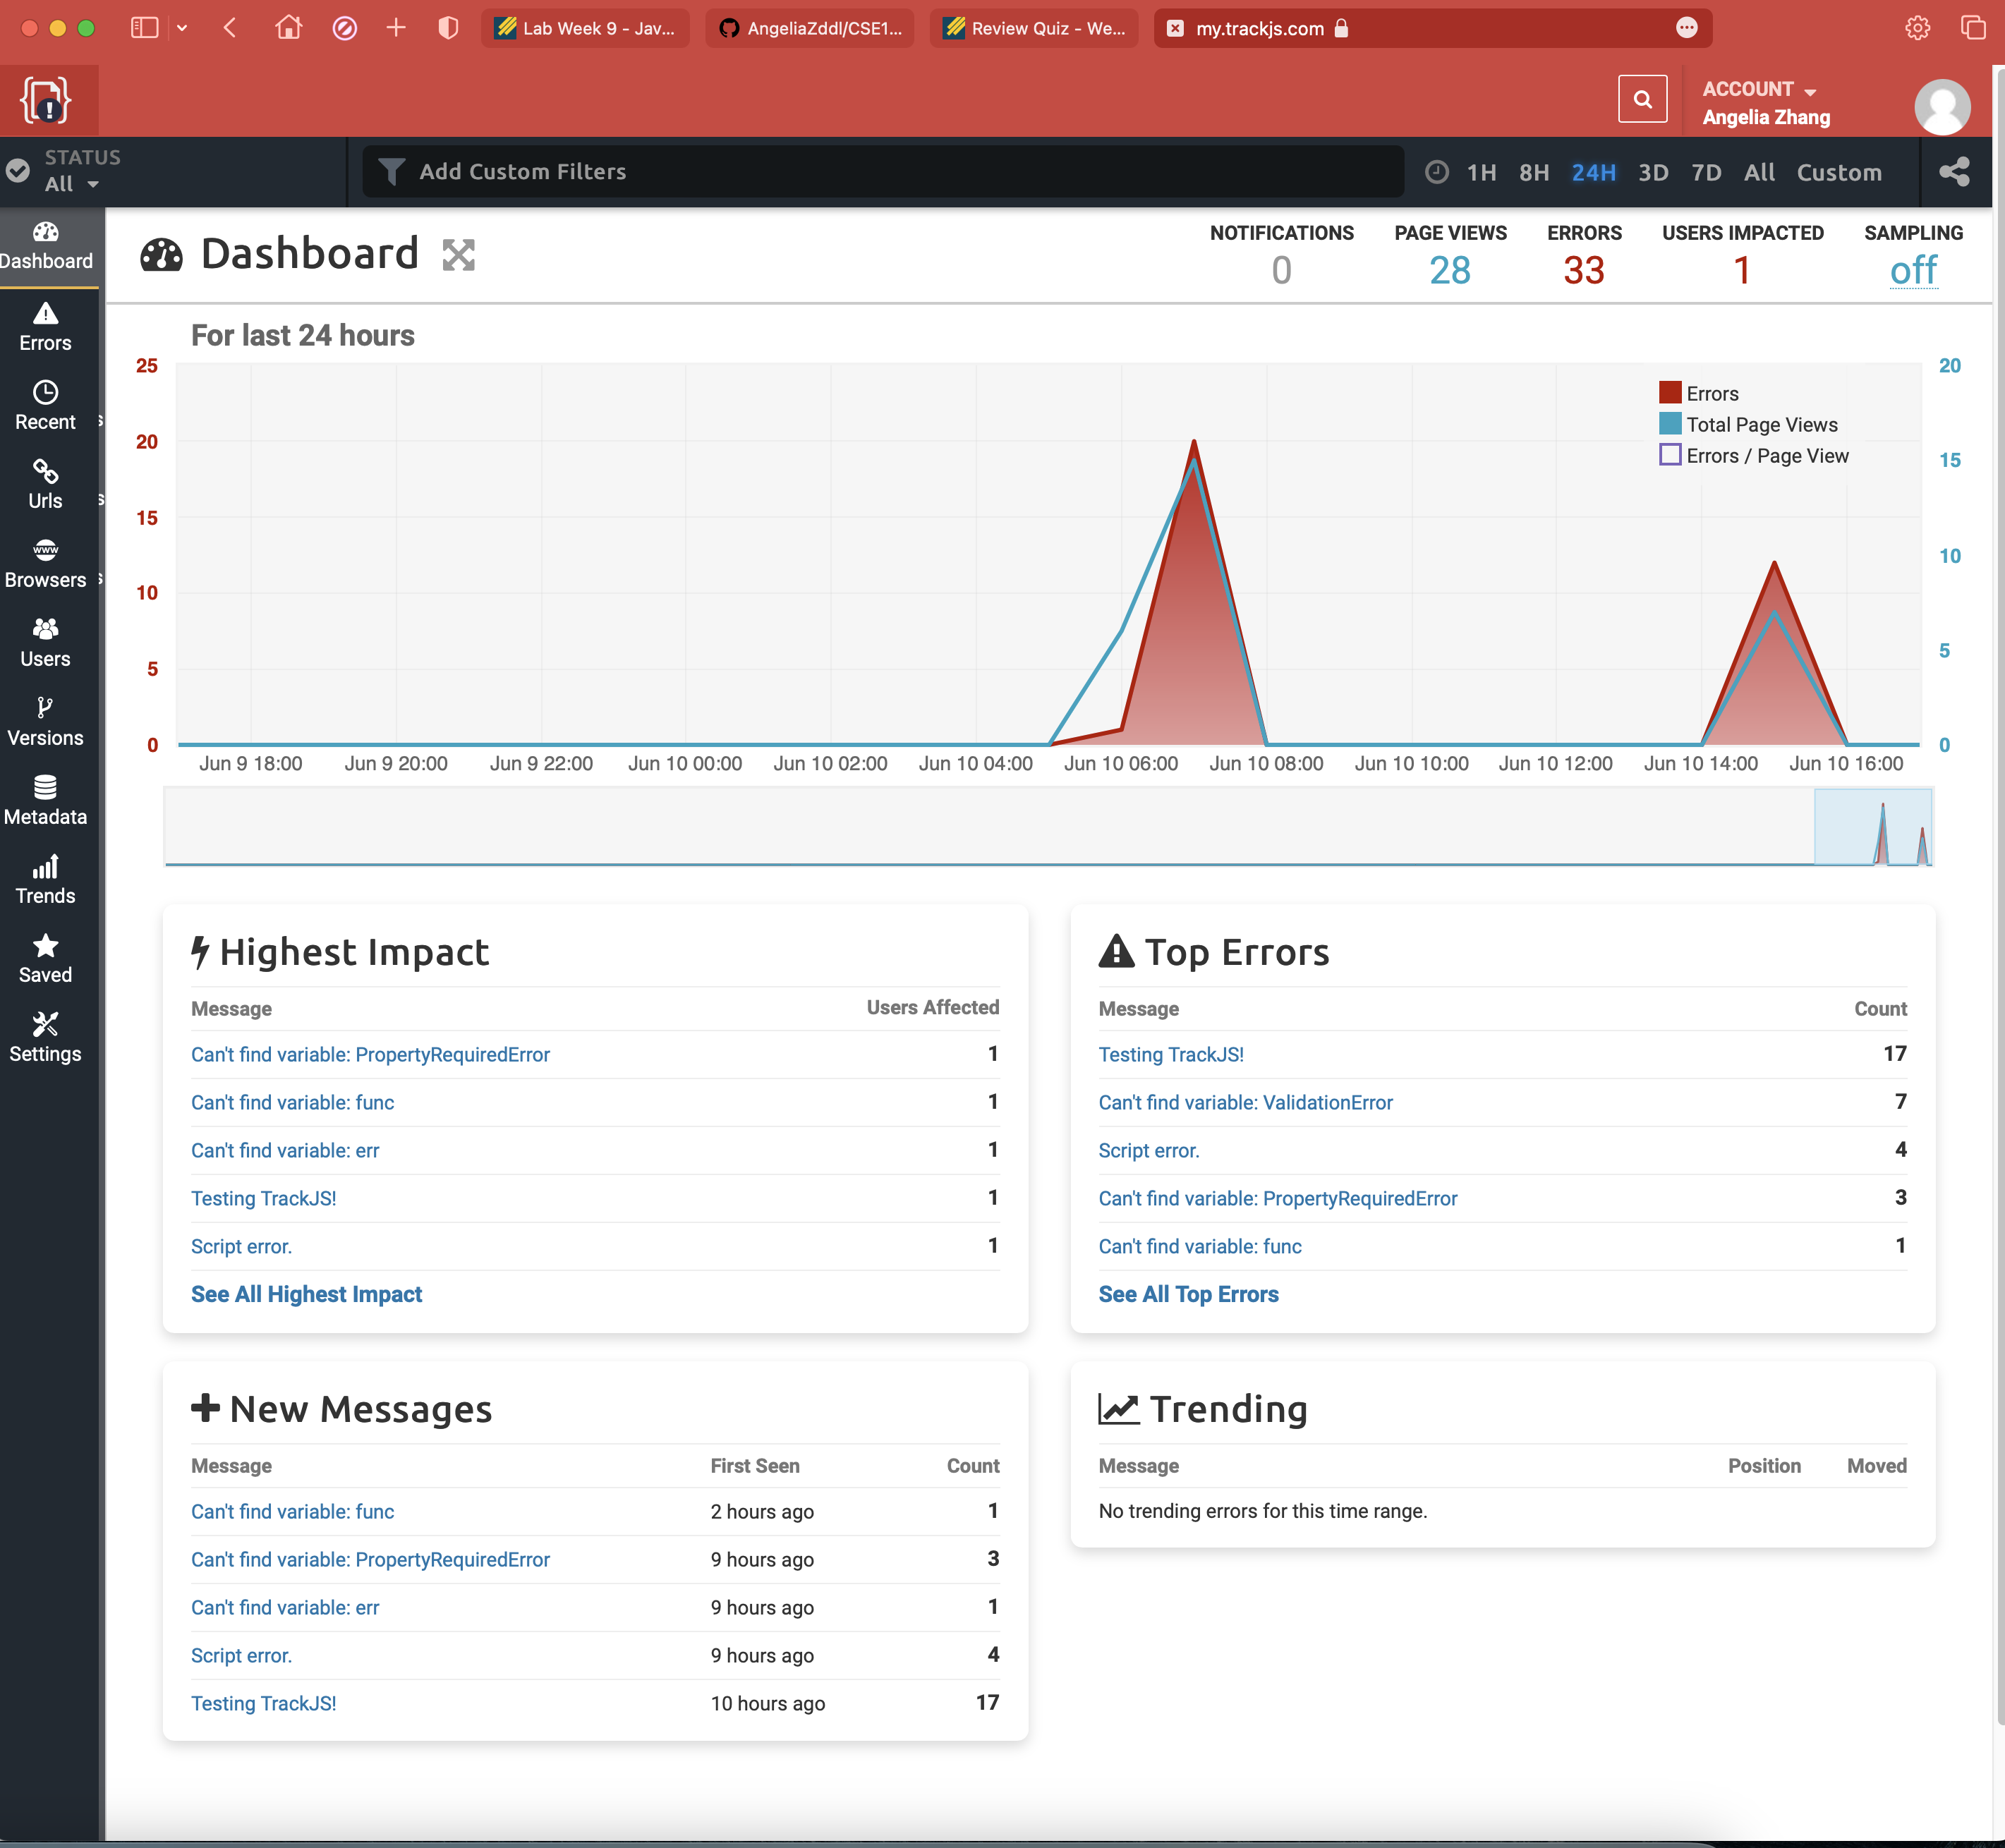 Lab Week 9 - Jav...
AngeliaZddl/CSE1...
Review Quiz - We...
my.trackjs.com
ACCOUNT
Angelia Zhang
STATUS
All
Add Custom Filters
1H 8H 24H 3D 7D All Custom
Dashboard
Errors
Recent
Urls
Browsers
Users
Versions
Metadata
Trends
Saved
Settings
Dashboard
NOTIFICATIONS
0
PAGE VIEWS
28
ERRORS
33
USERS IMPACTED
1
SAMPLING
off
For last 24 hours
25
20
15
10
5
0
20
15
10
5
0
Errors
Total Page Views
Errors / Page View
Jun 9 18:00 Jun 9 20:00 Jun 9 22:00 Jun 10 00:00 Jun 10 02:00 Jun 10 04:00 Jun 10 06:00 Jun 10 08:00 Jun 10 10:00 Jun 10 12:00 Jun 10 14:00 Jun 10 16:00
Highest Impact
Message Users Affected
Can't find variable: PropertyRequiredError 1
Can't find variable: func 1
Can't find variable: err 1
Testing TrackJS! 1
Script error. 1
See All Highest Impact
Top Errors
Message Count
Testing TrackJS! 17
Can't find variable: ValidationError 7
Script error. 4
Can't find variable: PropertyRequiredError 3
Can't find variable: func 1
See All Top Errors
New Messages
Message First Seen Count
Can't find variable: func 2 hours ago 1
Can't find variable: PropertyRequiredError 9 hours ago 3
Can't find variable: err 9 hours ago 1
Script error. 9 hours ago 4
Testing TrackJS! 10 hours ago 17
Trending
Message Position Moved
No trending errors for this time range.